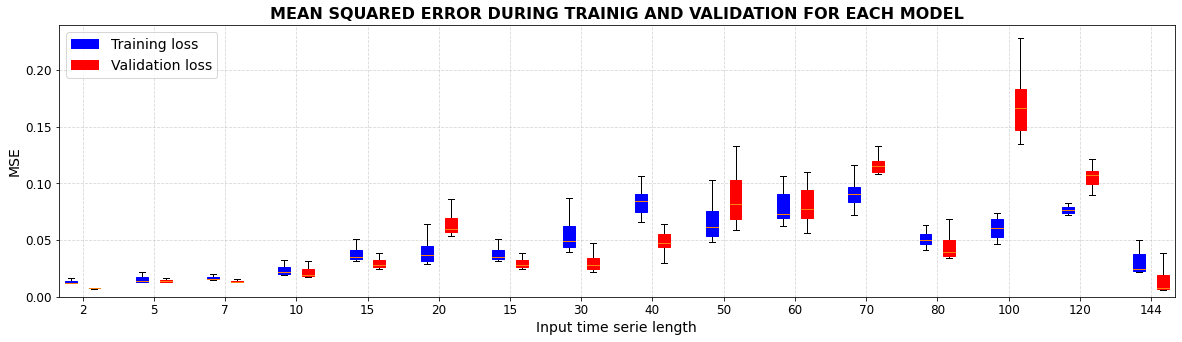 MEAN SQUARED ERROR DURING TRAINIG AND VALIDATION FOR EACH MODEL
Training loss
Validation loss
0.20
0.15
0.10
0.05
0.00
MSE
2 5 7 10 15 20 15 30 40 50 60 70 80 100 120 144
Input time serie length